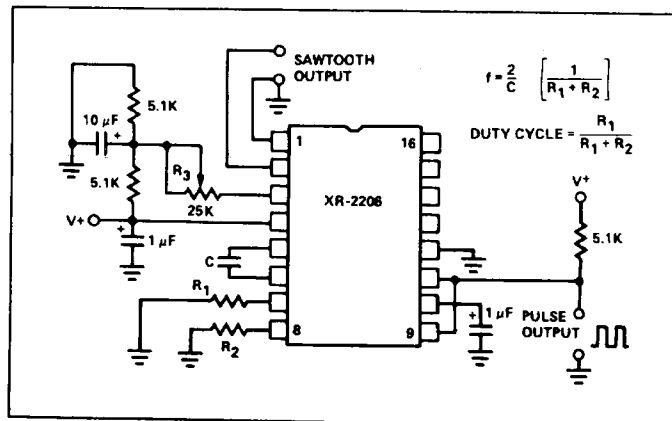 SAWTOOTH
OUTPUT
f = 2/C [1/(R1 + R2)]
DUTY CYCLE = R1/(R1 + R2)
5.1K
10 µF
+
5.1K
R3
25K
V+
+
1 µF
C
R1
R2
1
8
16
9
XR-2206
V+
5.1K
+
1 µF
PULSE
OUTPUT